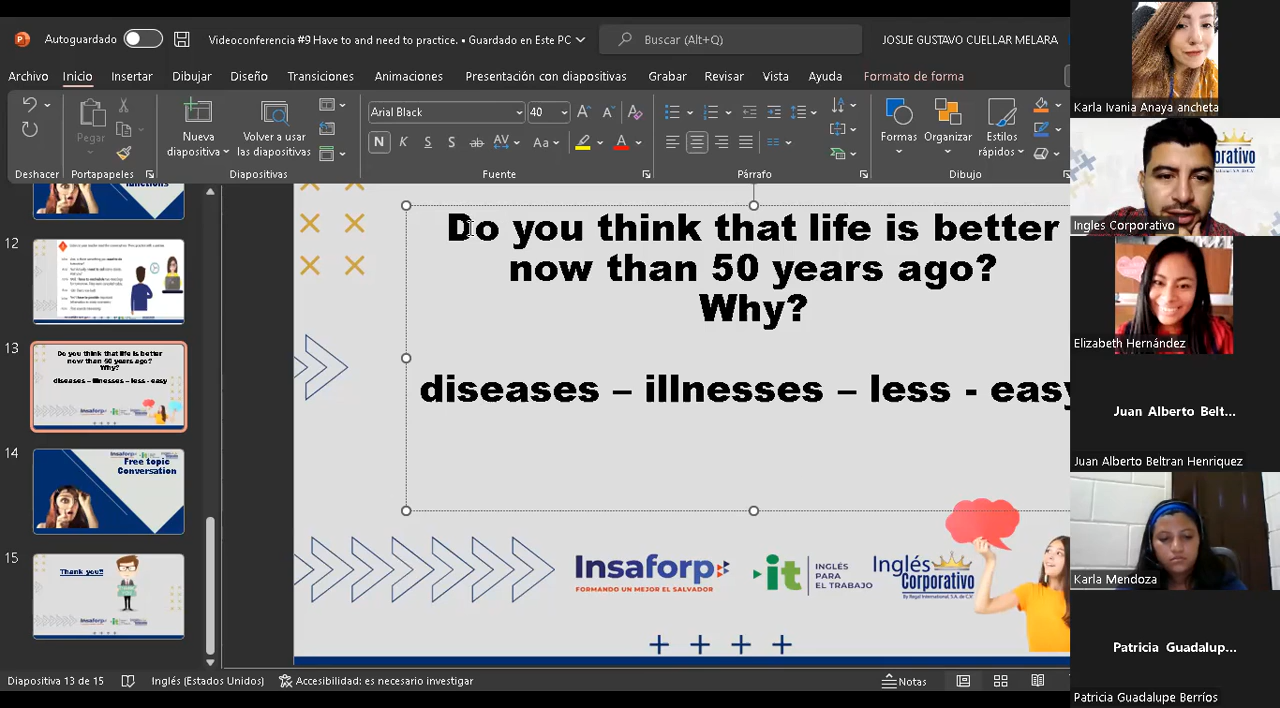 Autoguardado
Videoconferencia #9 Have to and need to practice. • Guardado en Este PC
Buscar (Alt+Q)
JOSUE GUSTAVO CUELLAR MELARA
Archivo Inicio Insertar Dibujar Diseño Transiciones Animaciones Presentación con diapositivas Grabar Revisar Vista Ayuda Formato de forma
Arial Black 40
Pegar
Nueva diapositiva
Volver a usar las diapositivas
N K S S ab AV Aa A
Formas Organizar Estilos rápidos
Deshacer Portapapeles Diapositivas Fuente Párrafo Dibujo
functions
12
13
Do you think that life is better
now than 50 years ago?
Why?
diseases – illnesses – less - easy
14
Insaforp
Free topic
Conversation
15
Thank you!!
Do you think that life is better
now than 50 years ago?
Why?
diseases – illnesses – less - easy
Insaforp
FORMANDO UN MEJOR EL SALVADOR
it INGLÉS PARA EL TRABAJO
Inglés Corporativo
By Regal International, S.A. de C.V
Diapositiva 13 de 15
Inglés (Estados Unidos)
Accesibilidad: es necesario investigar
Notas
Karla Ivania Anaya ancheta
Ingles Corporativo
Elizabeth Hernández
Juan Alberto Belt...
Juan Alberto Beltran Henriquez
Karla Mendoza
Patricia Guadalup...
Patricia Guadalupe Berríos